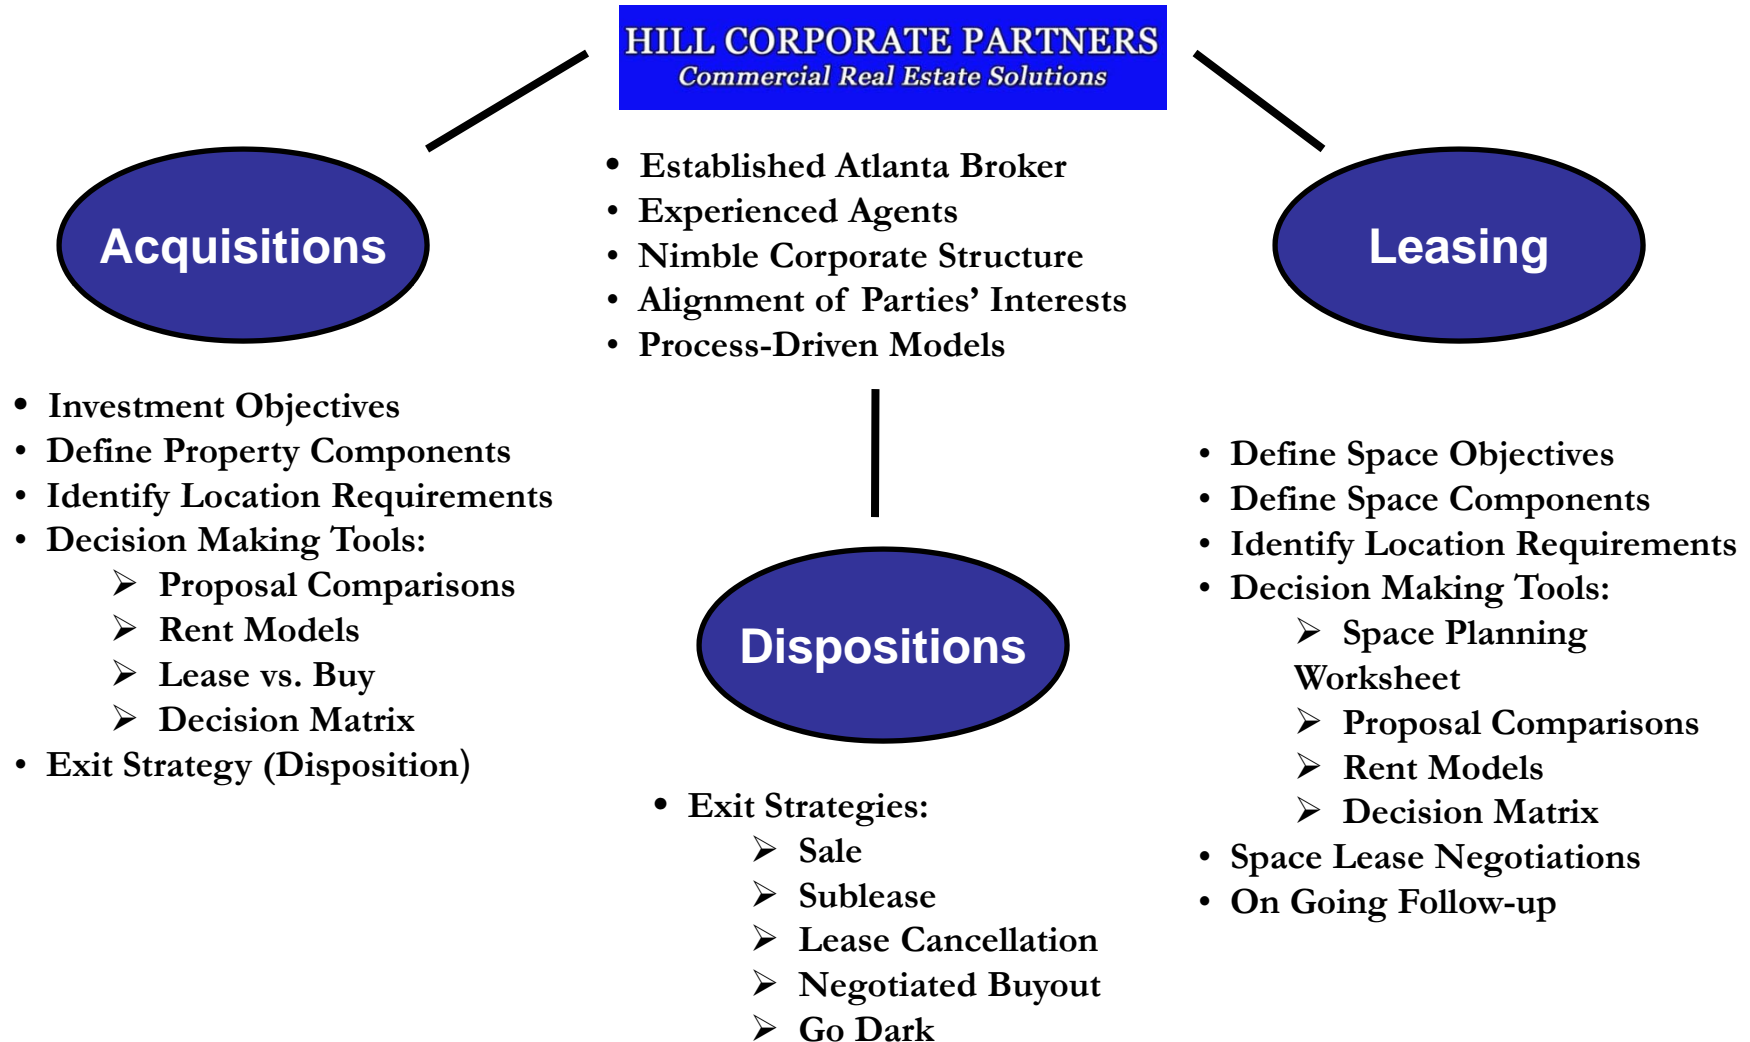 HILL CORPORATE PARTNERS
Commercial Real Estate Solutions
• Established Atlanta Broker
• Experienced Agents
• Nimble Corporate Structure
• Alignment of Parties’ Interests
• Process-Driven Models
Acquisitions
• Investment Objectives
• Define Property Components
• Identify Location Requirements
• Decision Making Tools:
➢ Proposal Comparisons
➢ Rent Models
➢ Lease vs. Buy
➢ Decision Matrix
• Exit Strategy (Disposition)
Dispositions
• Exit Strategies:
➢ Sale
➢ Sublease
➢ Lease Cancellation
➢ Negotiated Buyout
➢ Go Dark
Leasing
• Define Space Objectives
• Define Space Components
• Identify Location Requirements
• Decision Making Tools:
➢ Space Planning
Worksheet
➢ Proposal Comparisons
➢ Rent Models
➢ Decision Matrix
• Space Lease Negotiations
• On Going Follow-up